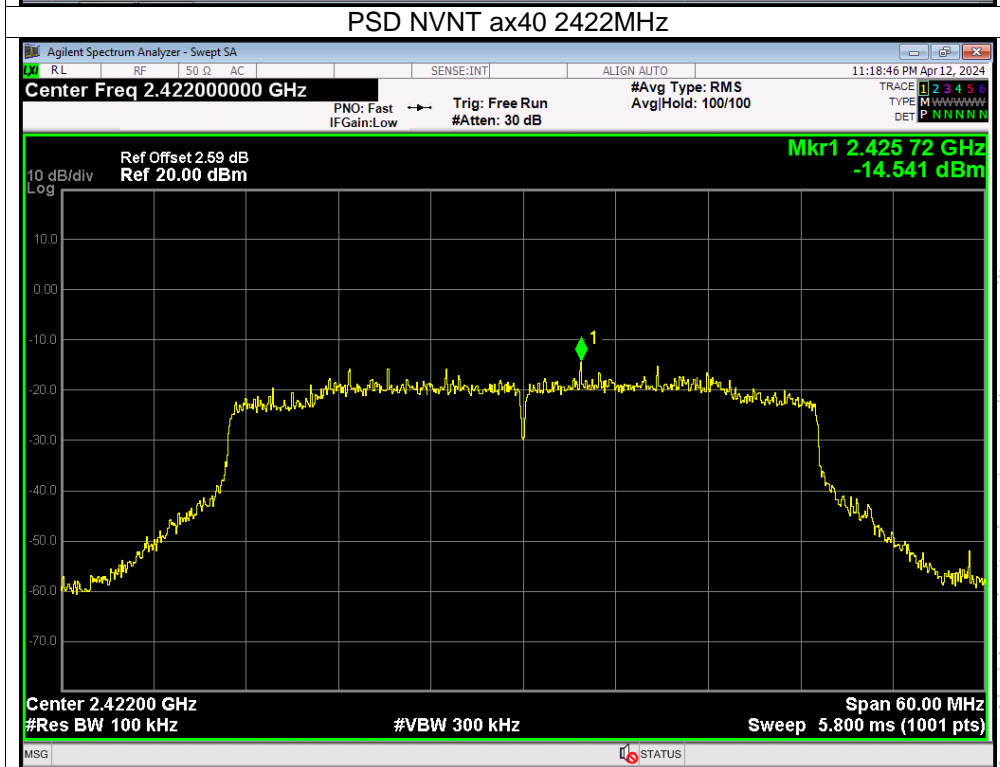 PSD NVNT ax40 2422MHz
Agilent Spectrum Analyzer - Swept SA
LXI RL RF 50 Ω AC SENSE:INT ALIGN AUTO 11:18:46 PM Apr 12, 2024
Center Freq 2.422000000 GHz #Avg Type: RMS TRACE 1 2 3 4 5 6
PNO: Fast Trig: Free Run Avg|Hold: 100/100 TYPE M WWWWW
IFGain:Low #Atten: 30 dB DET P N N N N N
Mkr1 2.425 72 GHz
Ref Offset 2.59 dB
10 dB/div Ref 20.00 dBm -14.541 dBm
Log
10.0
0.00
1
-10.0
-20.0
-30.0
-40.0
-50.0
-60.0
-70.0
Center 2.42200 GHz Span 60.00 MHz
#Res BW 100 kHz #VBW 300 kHz Sweep 5.800 ms (1001 pts)
MSG STATUS